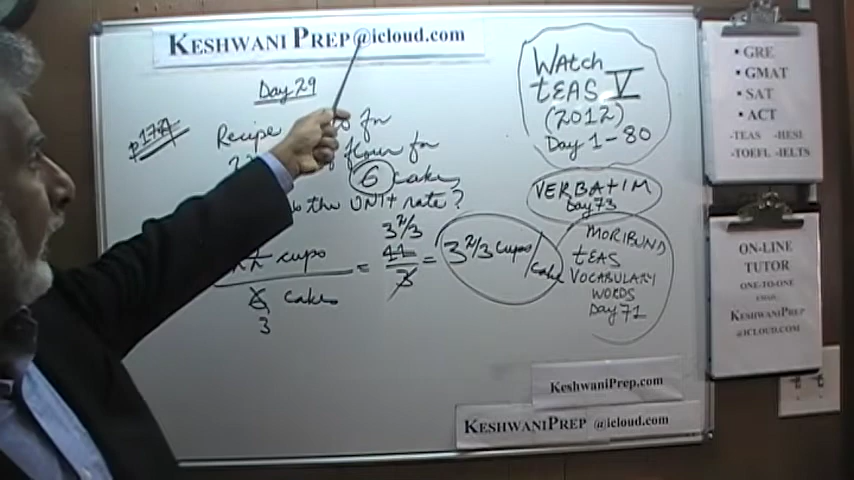 KESHWANI PREP@icloud.com
Day 29
Recipe for
flour for
6 cakes
the UNIT rate?
cups
6 cakes
3
=
3 2/3
11
3
= 3 2/3 cups/cake
WAtch
tEAS V
(2012)
Day 1-80
VERBATIM
Day 73
MORIBUND
tEAS
VOCABULARY
WORDS
Day 71
KeshwaniPrep.com
KESHWANIPREP @icloud.com
• GRE
• GMAT
• SAT
• ACT
-TEAS -HESI
-TOEFL -IELTS
ON-LINE
TUTOR
ONE-TO-ONE
KESHWANIPREP
@ICLOUD.COM